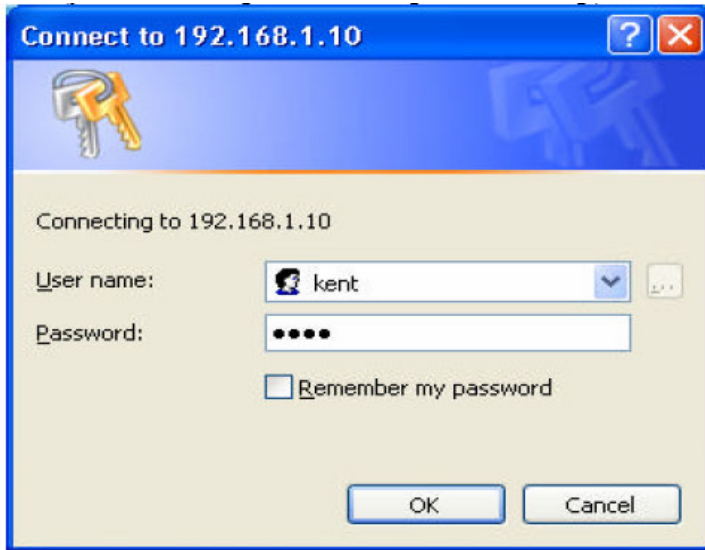 Connect to 192.168.1.10
Connecting to 192.168.1.10
User name: kent
Password: ••••
Remember my password
OK Cancel